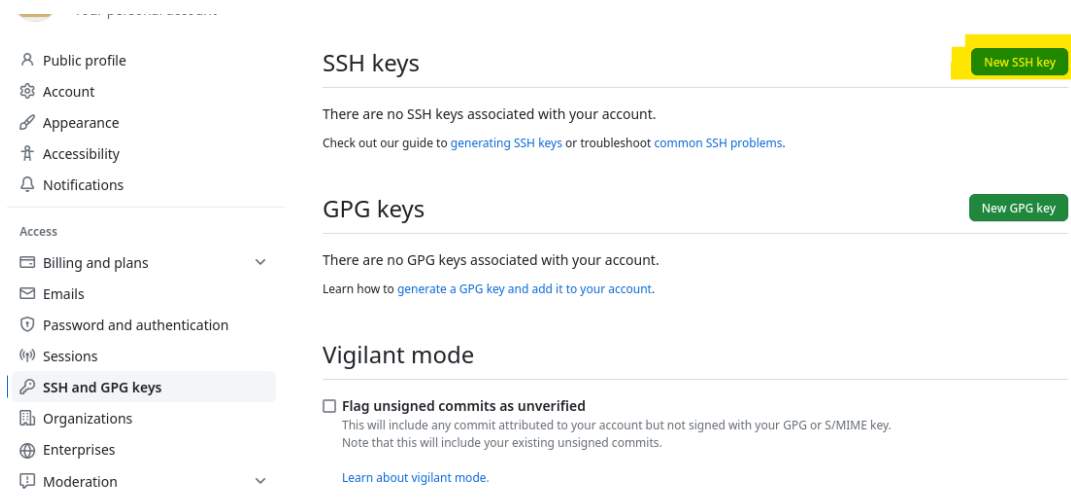 Your personal account
Public profile
Account
Appearance
Accessibility
Notifications
Access
Billing and plans
Emails
Password and authentication
Sessions
SSH and GPG keys
Organizations
Enterprises
Moderation
SSH keys
New SSH key
There are no SSH keys associated with your account.
Check out our guide to generating SSH keys or troubleshoot common SSH problems.
GPG keys
New GPG key
There are no GPG keys associated with your account.
Learn how to generate a GPG key and add it to your account.
Vigilant mode
Flag unsigned commits as unverified
This will include any commit attributed to your account but not signed with your GPG or S/MIME key.
Note that this will include your existing unsigned commits.
Learn about vigilant mode.